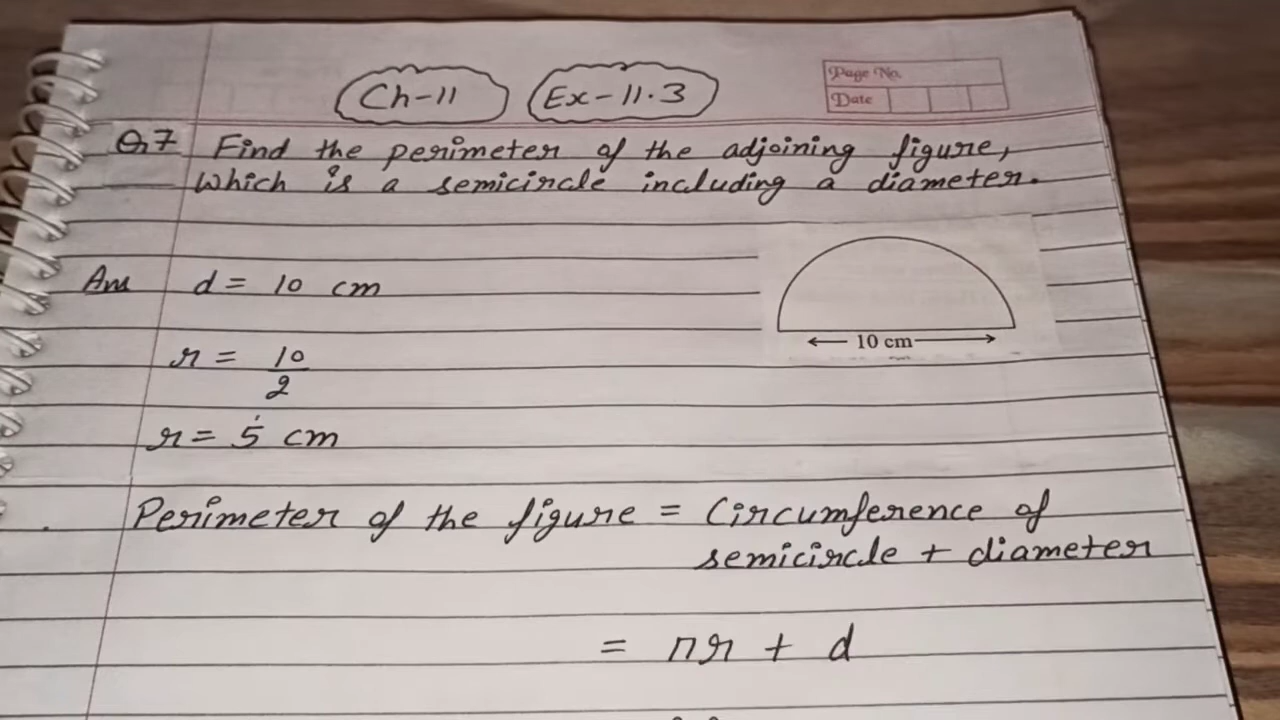 Ch-11 Ex-11.3
Page No.
Date
Q.7 Find the perimeter of the adjoining figure,
which is a semicircle including a diameter.
10 cm
Ans d = 10 cm
r = 10/2
r = 5 cm
Perimeter of the figure = Circumference of
semicircle + diameter
= πr + d